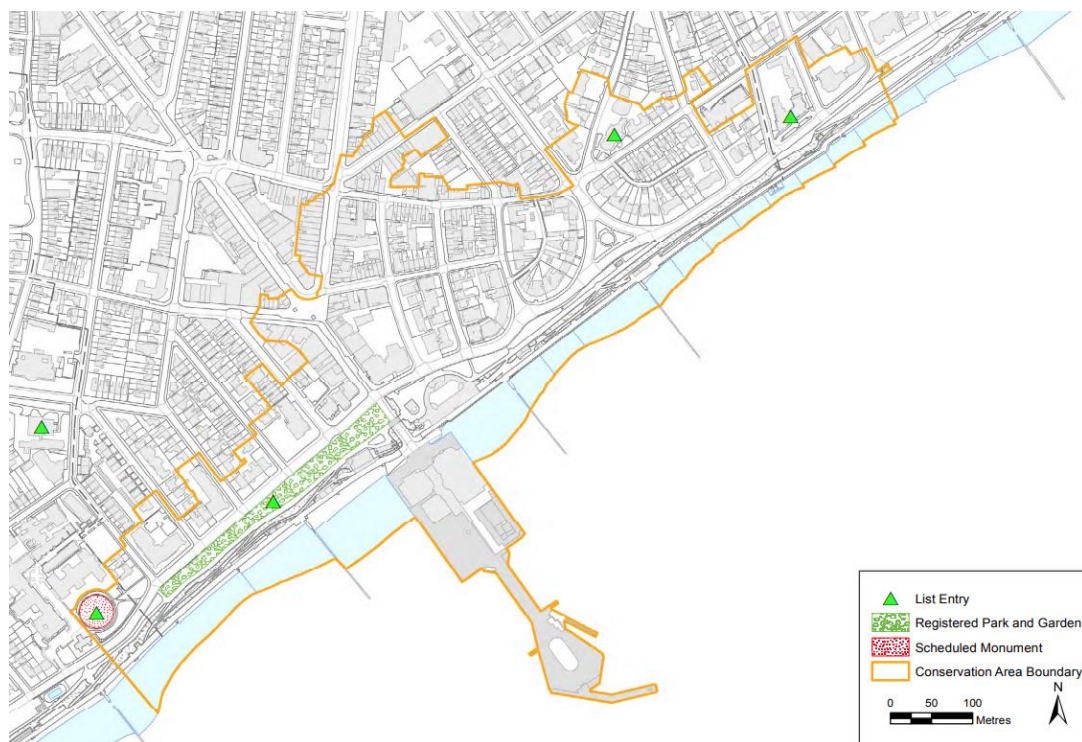 List Entry
Registered Park and Garden
Scheduled Monument
Conservation Area Boundary
N
0 50 100
Metres